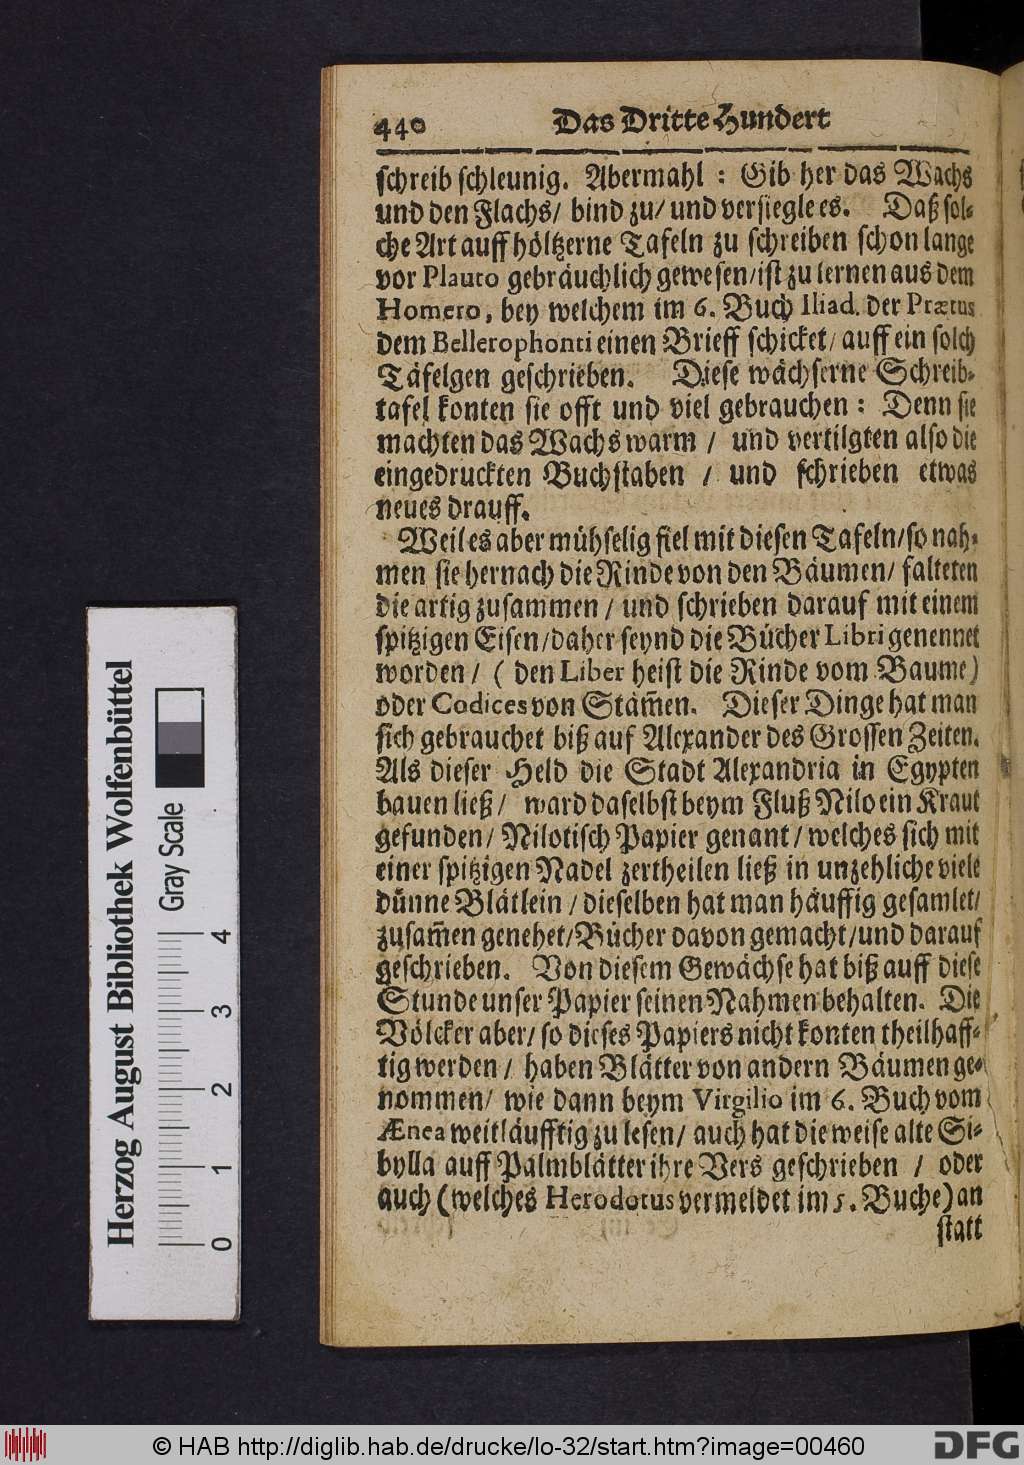 440 Das Dritte Hundert
schreib schleunig. Abermahl : Gib her das Wachs
und den Flachs/ bind zu/ und versiegle es. Daß sol-
che Art auff höltzerne Tafeln zu schreiben schon lange
vor Plauto gebräuchlich gewesen/ ist zu lernen aus dem
Homero, bey welchem im 6. Buch Iliad. der Prætus
dem Bellerophonti einen Brieff schicket/ auff ein solch
Täfelgen geschrieben. Diese wächserne Schreib-
tafel konten sie offt und viel gebrauchen : Denn sie
machten das Wachs warm / und vertilgten also die
eingedruckten Buchstaben / und schrieben etwas
neues drauff.
Weil es aber mühselig fiel mit diesen Tafeln/ so nah-
men sie hernach die Rinde von den Bäumen/ falteten
die artig zusammen / und schrieben darauf mit einem
spitzigen Eisen/ daher seynd die Bücher Libri genennet
worden / ( den Liber heist die Rinde vom Baume)
oder Codices von Stäm̃en. Dieser Dinge hat man
sich gebrauchet biß auf Alexander des Grossen Zeiten.
Als dieser Held die Stadt Alexandria in Egypten
bauen ließ/ ward daselbst beym Fluß Nilo ein Kraut
gefunden/ Nilotisch Papier genant / welches sich mit
einer spitzigen Nadel zertheilen ließ in unzehliche viele
dünne Blätlein / dieselben hat man häuffig gesamlet/
zusam̃en genehet/ Bücher davon gemacht / und darauf
geschrieben. Von diesem Gewächse hat biß auff diese
Stunde unser Papier seinen Nahmen behalten. Die
Völcker aber/ so dieses Papiers nicht konten theilhaff-
tig werden / haben Blätter von andern Bäumen ge-
nommen/ wie dann beym Virgilio im 6. Buch vom
Ænea weitläufftig zu lesen/ auch hat die weise alte Si-
bylla auff Palmblätter ihre Vers geschrieben / oder
auch (welches Herodotus vermeldet im 5. Buche) an
statt
Herzog August Bibliothek Wolfenbüttel
Gray Scale
0 1 2 3 4
© HAB http://diglib.hab.de/drucke/lo-32/start.htm?image=00460
DFG